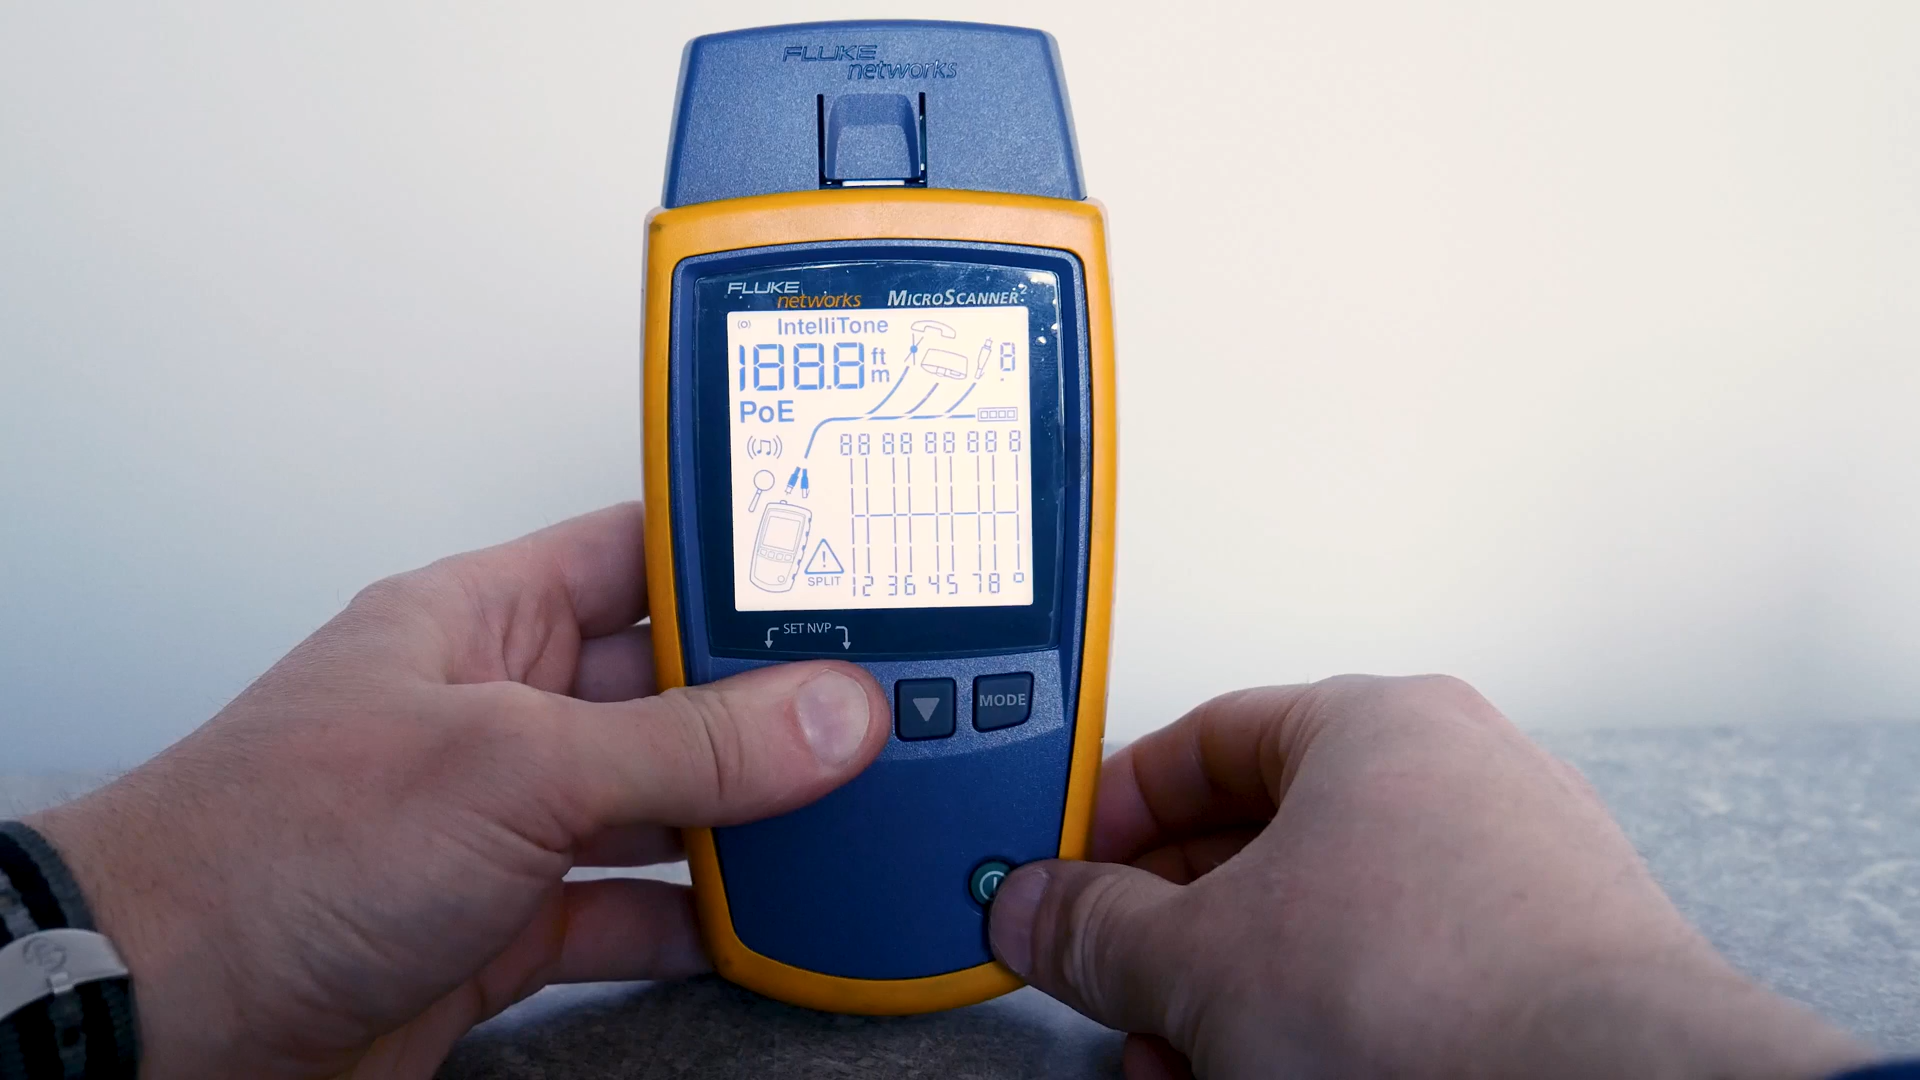 FLUKE
networks
FLUKE
networks
MICROSCANNER²
IntelliTone
188.8 ft
m
8
PoE
88 88 88 88 8
SPLIT
12 36 45 78
SET NVP
MODE